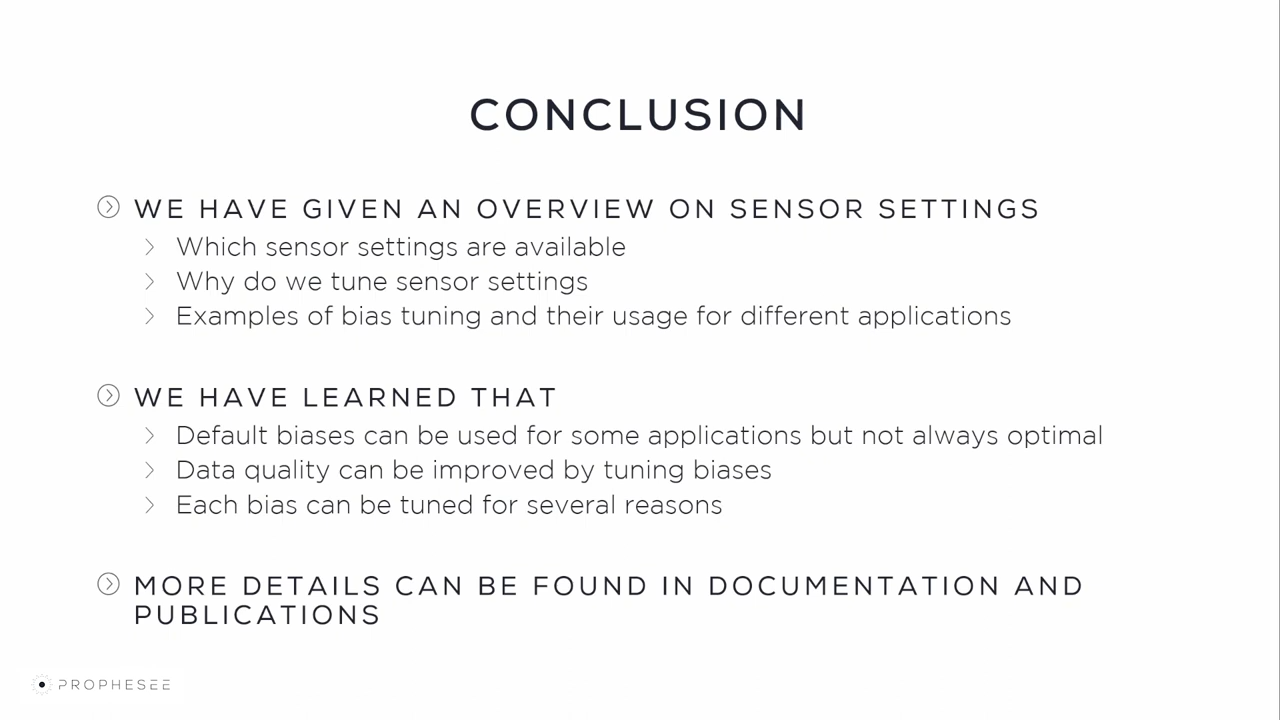 CONCLUSION
WE HAVE GIVEN AN OVERVIEW ON SENSOR SETTINGS
Which sensor settings are available
Why do we tune sensor settings
Examples of bias tuning and their usage for different applications
WE HAVE LEARNED THAT
Default biases can be used for some applications but not always optimal
Data quality can be improved by tuning biases
Each bias can be tuned for several reasons
MORE DETAILS CAN BE FOUND IN DOCUMENTATION AND
PUBLICATIONS
PROPHESEE